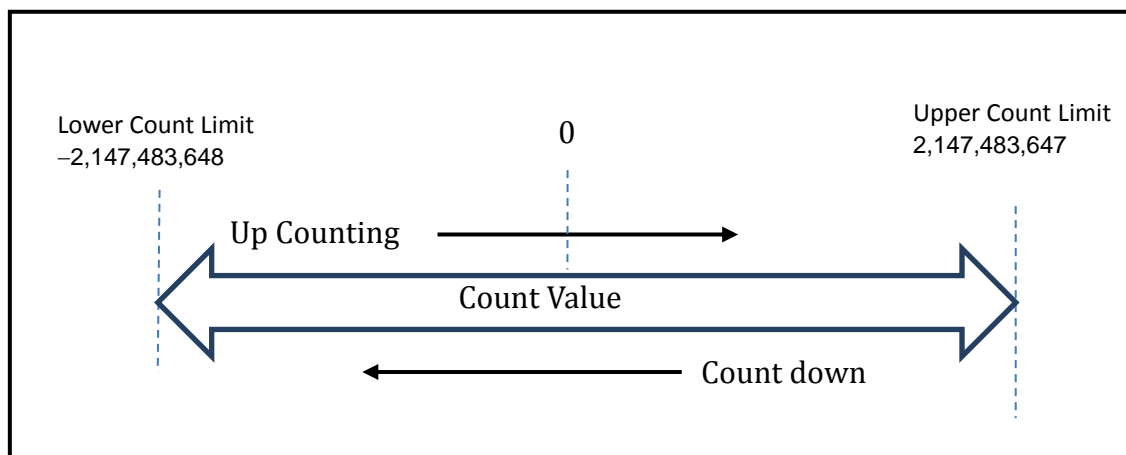 Lower Count Limit
–2,147,483,648
0
Upper Count Limit
2,147,483,647
Up Counting
Count Value
Count down